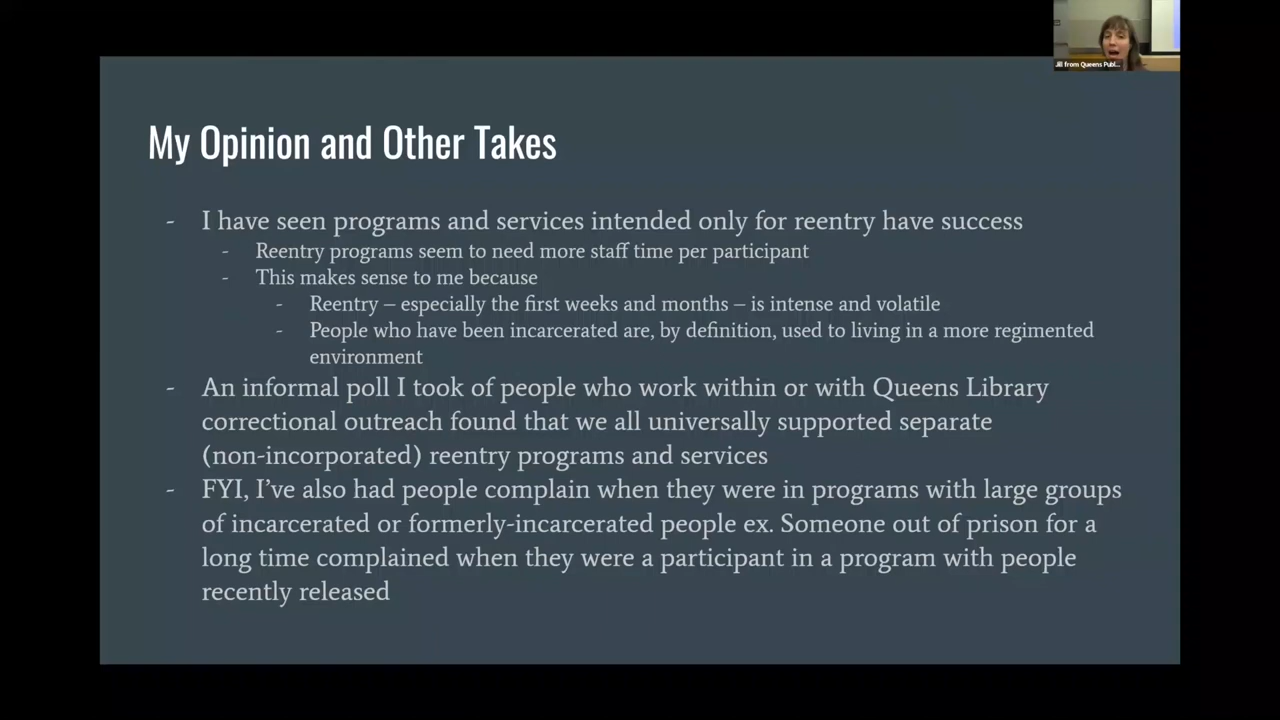 Jill from Queens Publ...
My Opinion and Other Takes
- I have seen programs and services intended only for reentry have success
- Reentry programs seem to need more staff time per participant
- This makes sense to me because
- Reentry – especially the first weeks and months – is intense and volatile
- People who have been incarcerated are, by definition, used to living in a more regimented
environment
- An informal poll I took of people who work within or with Queens Library
correctional outreach found that we all universally supported separate
(non-incorporated) reentry programs and services
- FYI, I’ve also had people complain when they were in programs with large groups
of incarcerated or formerly-incarcerated people ex. Someone out of prison for a
long time complained when they were a participant in a program with people
recently released